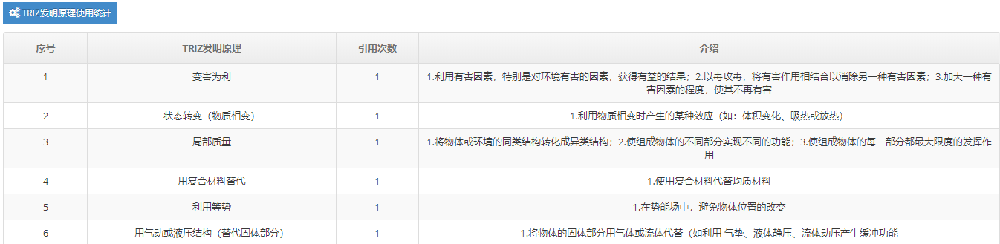 TRIZ发明原理使用统计
序号 TRIZ发明原理 引用次数 介绍
1 变害为利 1 1.利用有害因素，特别是对环境有害的因素，获得有益的结果；2.以毒攻毒，将有害作用相结合以消除另一种有害因素；3.加大一种有
害因素的程度，使其不再有害
2 状态转变（物质相变） 1 1.利用物质相变时产生的某种效应（如：体积变化、吸热或放热）
3 局部质量 1 1.将物体或环境的同类结构转化成异类结构；2.使组成物体的不同部分实现不同的功能；3.使组成物体的每一部分都最大限度的发挥作
用
4 用复合材料替代 1 1.使用复合材料代替均质材料
5 利用等势 1 1.在势能场中，避免物体位置的改变
6 用气动或液压结构（替代固体部分） 1 1.将物体的固体部分用气体或流体代替（如利用 气垫、液体静压、流体动压产生缓冲功能